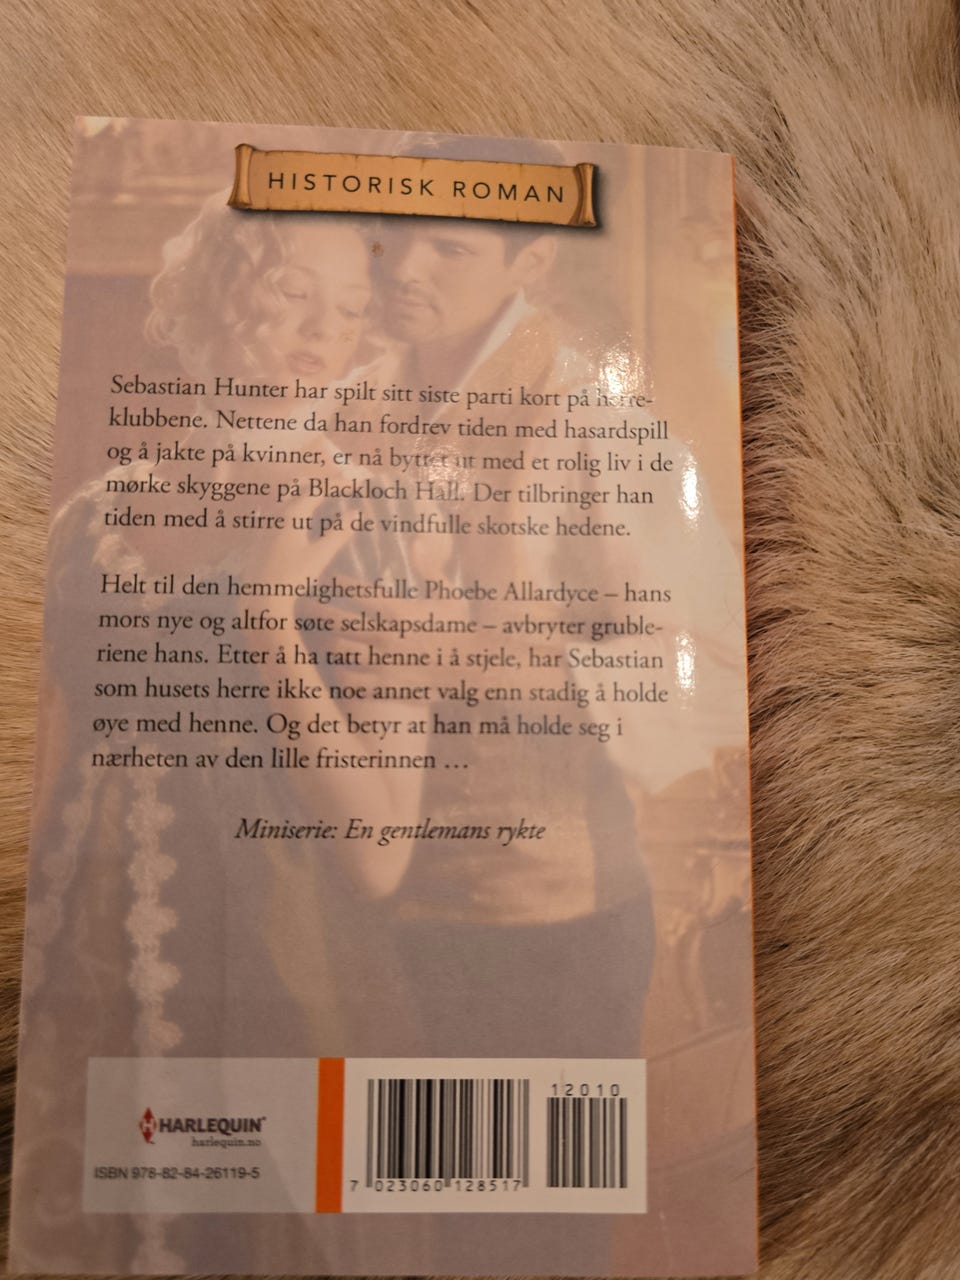 HISTORISK ROMAN
Sebastian Hunter har spilt sitt siste parti kort på herre-
klubbene. Nettene da han fordrev tiden med hasardspill
og å jakte på kvinner, er nå byttet ut med et rolig liv i de
mørke skyggene på Blackloch Hall. Der tilbringer han
tiden med å stirre ut på de vindfulle skotske hedene.
Helt til den hemmelighetsfulle Phoebe Allardyce – hans
mors nye og altfor søte selskapsdame – avbryter gruble-
riene hans. Etter å ha tatt henne i å stjele, har Sebastian
som husets herre ikke noe annet valg enn stadig å holde
øye med henne. Og det betyr at han må holde seg i
nærheten av den lille fristerinnen ...
Miniserie: En gentlemans rykte
HARLEQUIN
harlequin.no
ISBN 978-82-84-26119-5
12010
7 023060 128517